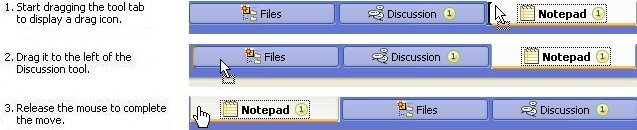 1. Start dragging the tool tab
to display a drag icon.
Files Discussion 1 Notepad 1
2. Drag it to the left of the
Discussion tool.
Files Discussion 1 Notepad 1
3. Release the mouse to complete
the move.
Notepad 1 Files Discussion 1